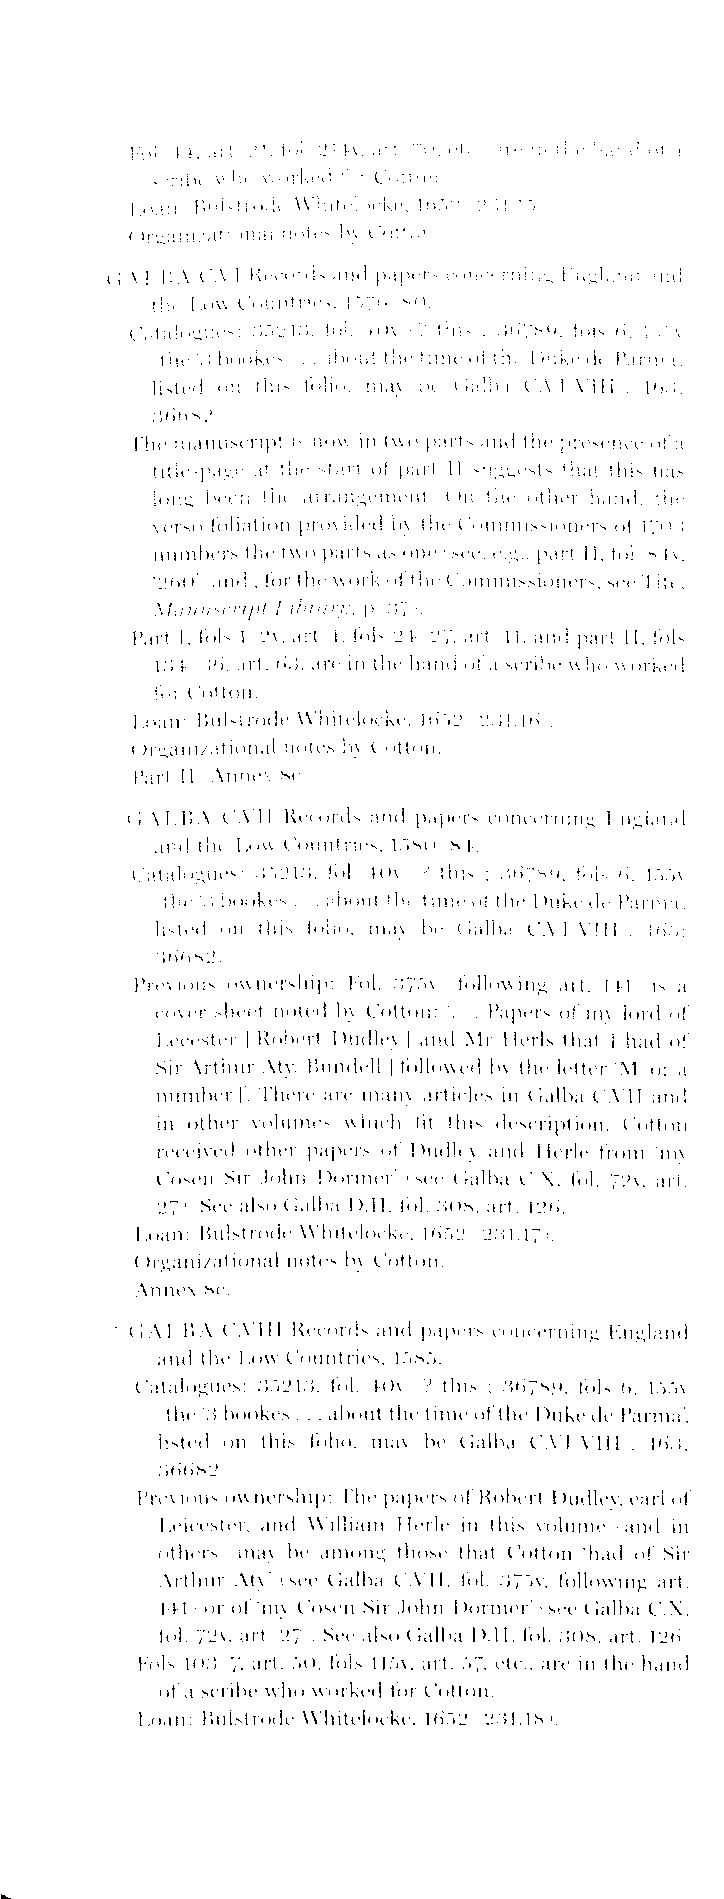 Fol. 14, art. 2*, fol. 214v, art. 70, etc., are in the hand of a
scribe who worked for Cotton.
Loan: Bulstrode Whitelocke, 1652 (231.15).
Organizational notes by Cotton.
GALBA C.VI Records and papers concerning England and
the Low Countries, 1576–80.
Catalogues: 35213, fol. 40v (? this); 36789, fols 6, 155v
(the '3 bookes . . . about the time of the Duke de Parma',
listed on this folio, may be Galba C.VI–VIII), 163;
36682.
The manuscript is now in two parts and the presence of a
title-page at the start of part II suggests that this has
long been the arrangement. On the other hand, the
verso foliation provided by the Commissioners of 1703
numbers the two parts as one (see, e.g., part II, fol. 84v,
'260') and, for the work of the Commissioners, see Tite,
Manuscript Library, p. 37).
Part I, fols 1–2v, art. 1, fols 24–27, art. 11, and part II, fols
134–36, art. 63, are in the hand of a scribe who worked
for Cotton.
Loan: Bulstrode Whitelocke, 1652 (231.16).
Organizational notes by Cotton.
Part II: Annex 8c.
GALBA C.VII Records and papers concerning England
and the Low Countries, 1580–84.
Catalogues: 35213, fol. 40v (? this); 36789, fols 6, 155v
(the '3 bookes . . . about the time of the Duke de Parma',
listed on this folio, may be Galba C.VI–VIII), 165;
36682.
Previous ownership: Fol. 375v (following art. 141) is a
cover sheet noted by Cotton: '. . . Papers of my lord of
Lecester [Robert Dudley] and Mr Herls that I had of
Sir Arthur Aty. Bundell [followed by the letter 'M' or a
number]'. There are many articles in Galba C.VII and
in other volumes which fit this description. Cotton
received other papers of Dudley and Herle from 'my
Cosen Sir John Dormer' (see Galba C.X, fol. 72v, art.
27). See also Galba D.II, fol. 308, art. 126.
Loan: Bulstrode Whitelocke, 1652 (231.17).
Organizational notes by Cotton.
Annex 8c.
GALBA C.VIII Records and papers concerning England
and the Low Countries, 1585.
Catalogues: 35213, fol. 40v (? this); 36789, fols 6, 155v
(the '3 bookes . . . about the time of the Duke de Parma',
listed on this folio, may be Galba C.VI–VIII), 163;
36682.
Previous ownership: The papers of Robert Dudley, earl of
Leicester, and William Herle in this volume (and in
others) may be among those that Cotton 'had of Sir
Arthur Aty' (see Galba C.VII, fol. 375v, following art.
141) or of 'my Cosen Sir John Dormer' (see Galba C.X,
fol. 72v, art. 27). See also Galba D.II, fol. 308, art. 126.
Fols 103–7, art. 50, fols 115v, art. 57, etc., are in the hand
of a scribe who worked for Cotton.
Loan: Bulstrode Whitelocke, 1652 (231.18).